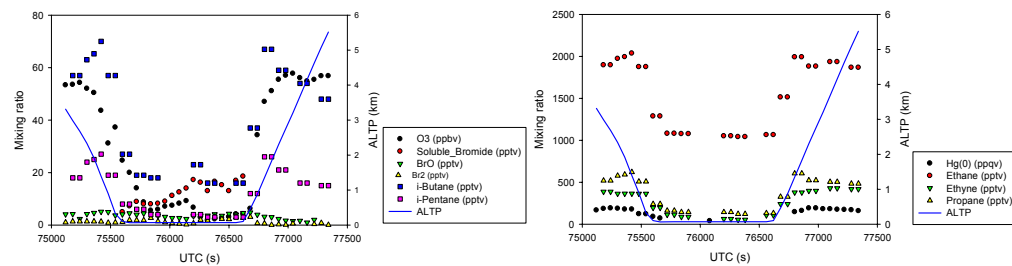 80
60
40
20
0
Mixing ratio
6
5
4
3
2
1
0
ALTP (km)
75000 75500 76000 76500 77000 77500
UTC (s)
O3 (ppbv)
Soluble_Bromide (pptv)
BrO (pptv)
Br2 (pptv)
i-Butane (pptv)
i-Pentane (pptv)
ALTP
2500
2000
1500
1000
500
0
Mixing ratio
6
5
4
3
2
1
0
ALTP (km)
75000 75500 76000 76500 77000 77500
UTC (s)
Hg(0) (ppqv)
Ethane (pptv)
Ethyne (pptv)
Propane (pptv)
ALTP